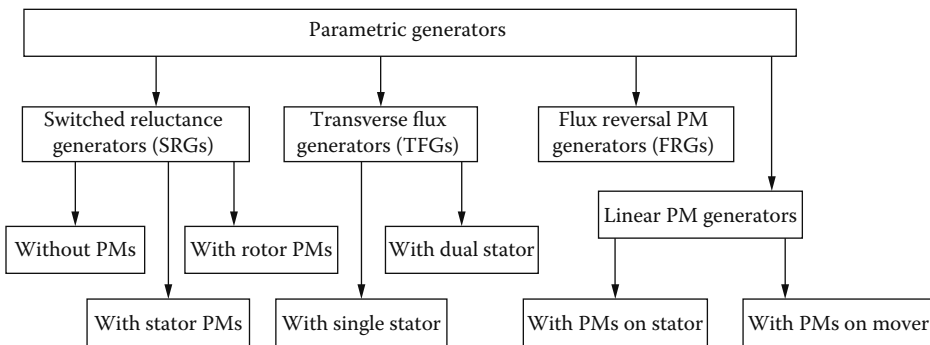 Parametric generators
Switched reluctance
generators (SRGs)
Transverse flux
generators (TFGs)
Flux reversal PM
generators (FRGs)
Linear PM generators
Without PMs
With rotor PMs
With dual stator
With stator PMs
With single stator
With PMs on stator
With PMs on mover